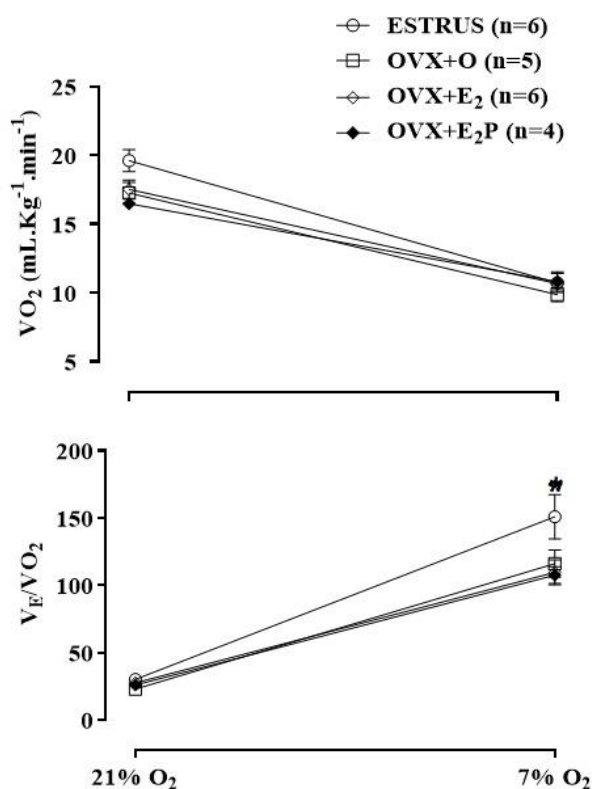 ESTRUS (n=6)
OVX+O (n=5)
OVX+E₂ (n=6)
OVX+E₂P (n=4)
VO₂ (mL.Kg⁻¹.min⁻¹)
25
20
15
10
5
V_E/VO₂
200
150
100
50
0
*
21% O₂ 7% O₂